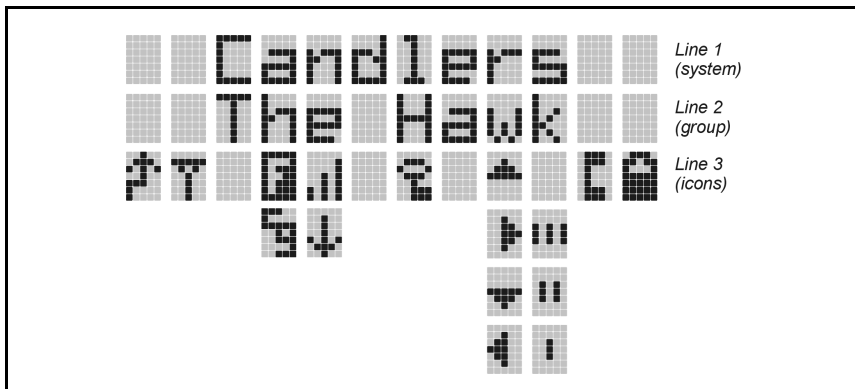 Candlers
Line 1
(system)
The Hawk
Line 2
(group)
Line 3
(icons)